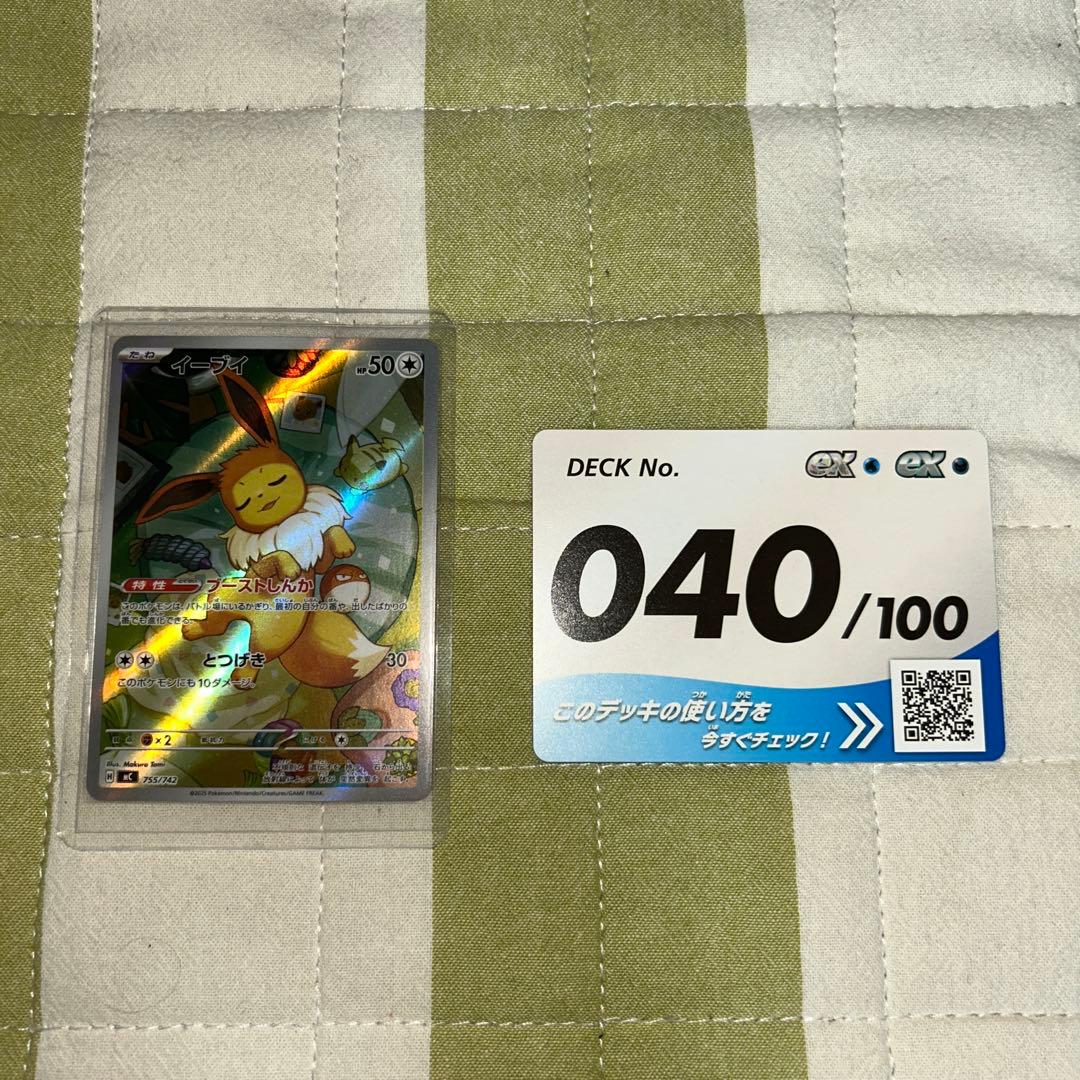 たね
イーブイ
HP50
特性
ブーストしんか
このポケモンは、バトル場にいるかぎり、最初の自分の番や、出したばかりの
番でも進化できる。
とつげき
30
このポケモンにも10ダメージ。
×2
Illus. Makura Tami
H MC 755/742
©2025 Pokémon/Nintendo/Creatures/GAME FREAK.
DECK No.
ex ex
040/100
このデッキの使い方を
今すぐチェック!